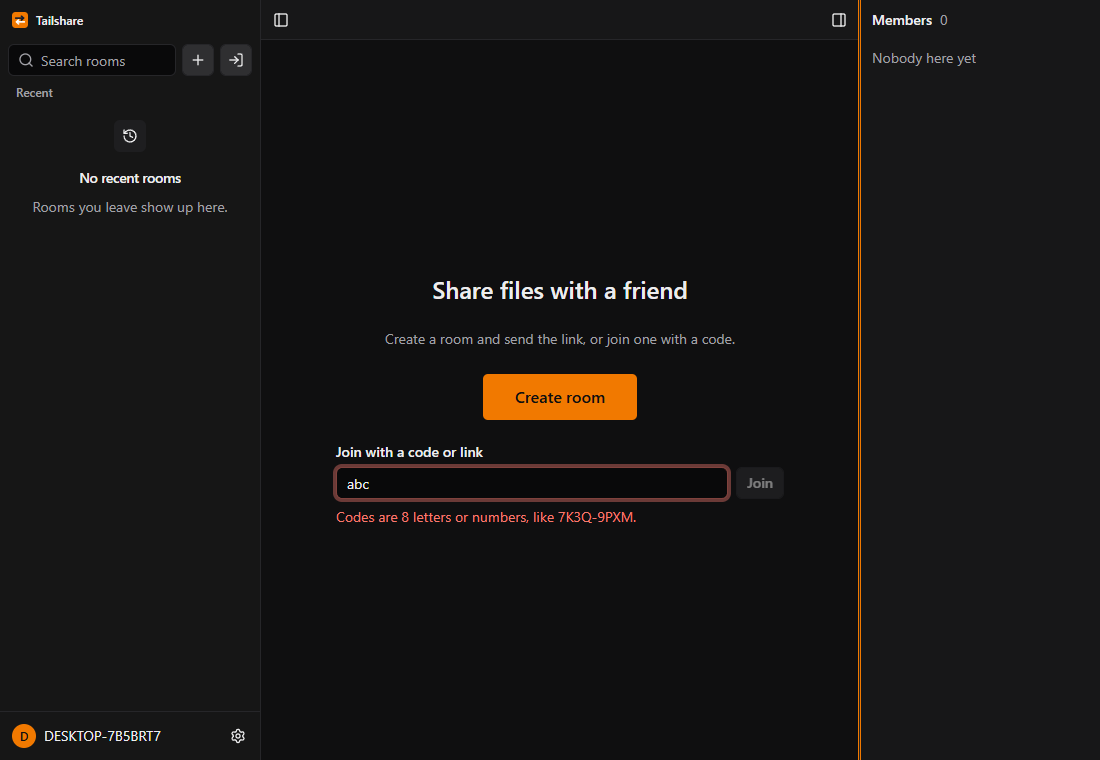 Tailshare
Search rooms
Recent
No recent rooms
Rooms you leave show up here.
D
DESKTOP-7B5BRT7
Share files with a friend
Create a room and send the link, or join one with a code.
Create room
Join with a code or link
abc
Join
Codes are 8 letters or numbers, like 7K3Q-9PXM.
Members 0
Nobody here yet